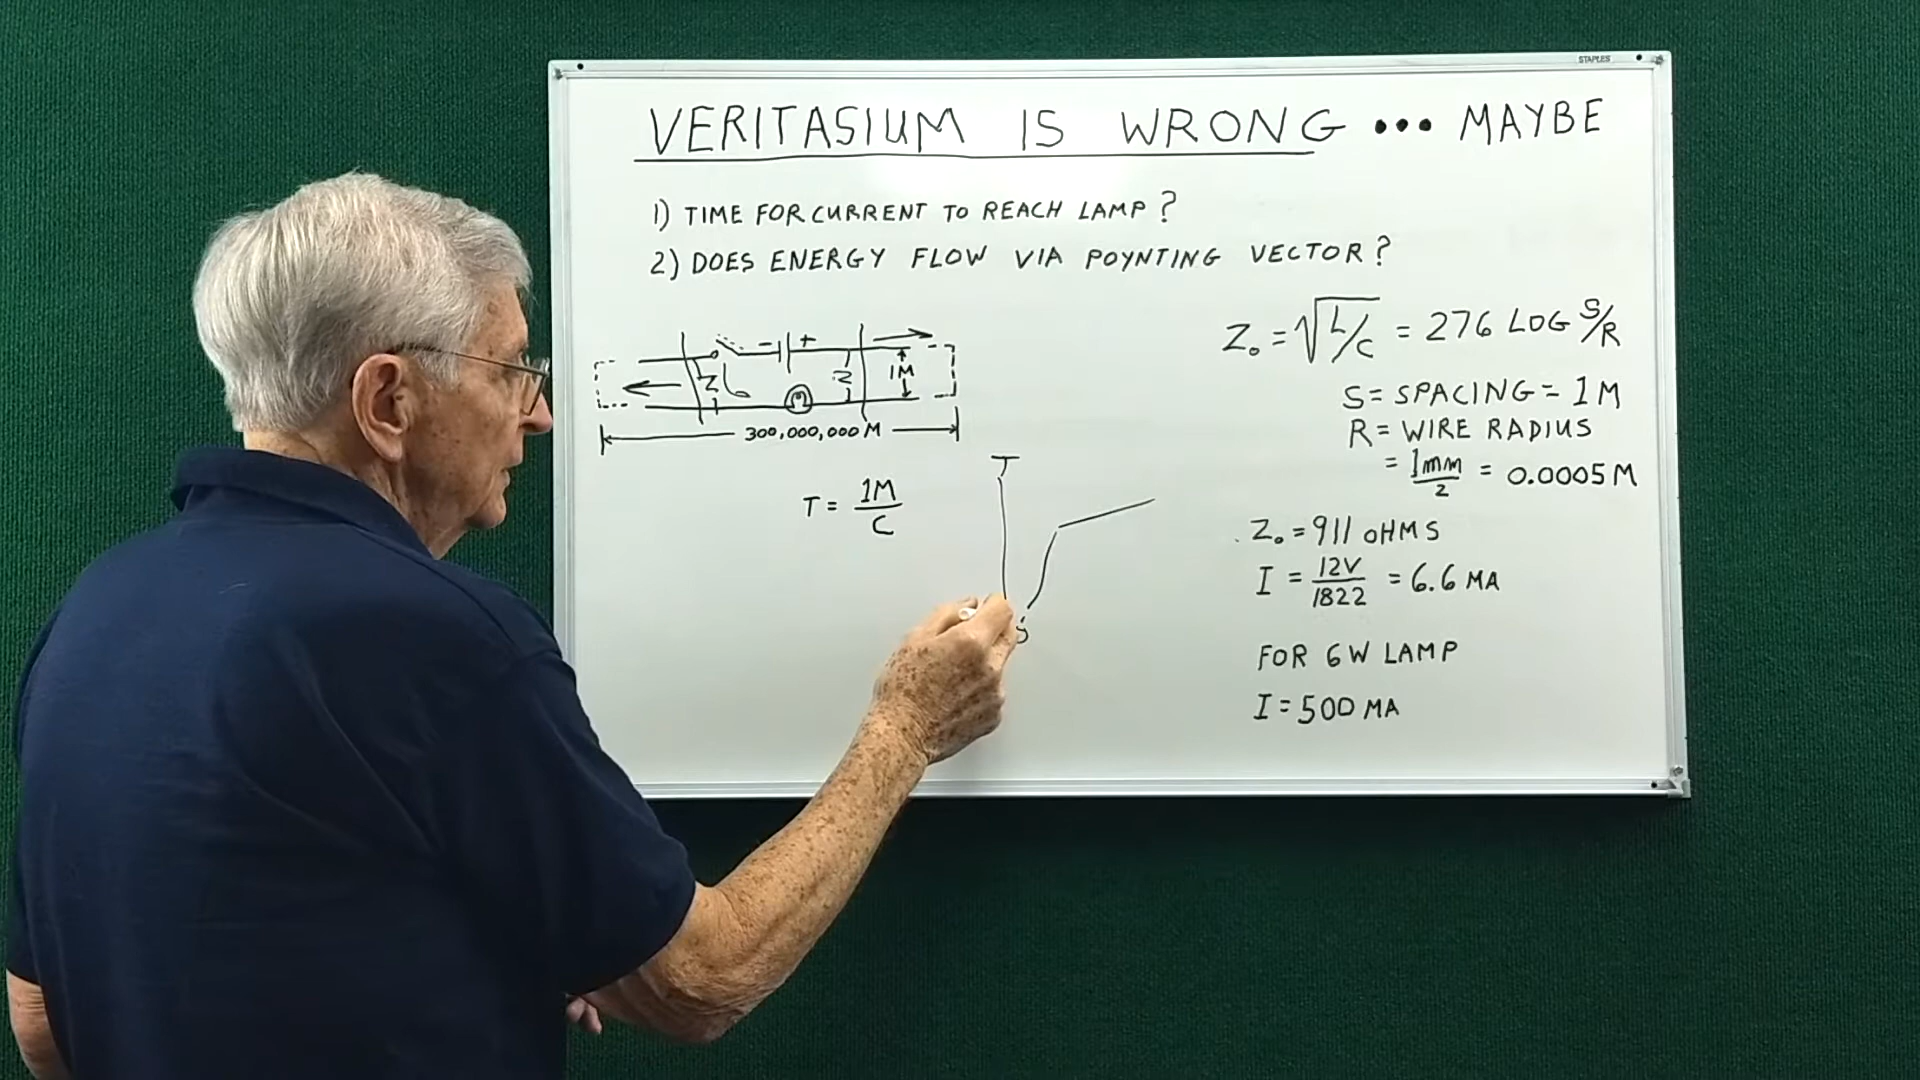 STAPLES
VERITASIUM IS WRONG ••• MAYBE
1) TIME FOR CURRENT TO REACH LAMP?
2) DOES ENERGY FLOW VIA POYNTING VECTOR?
- +
Z
Z
1M
300,000,000 M
T = 1M/C
T
Z₀ = √L/C = 276 LOG S/R
S = SPACING = 1 M
R = WIRE RADIUS
= 1mm/2 = 0.0005 M
Z₀ = 911 OHMS
I = 12V/1822 = 6.6 MA
FOR 6W LAMP
I = 500 MA